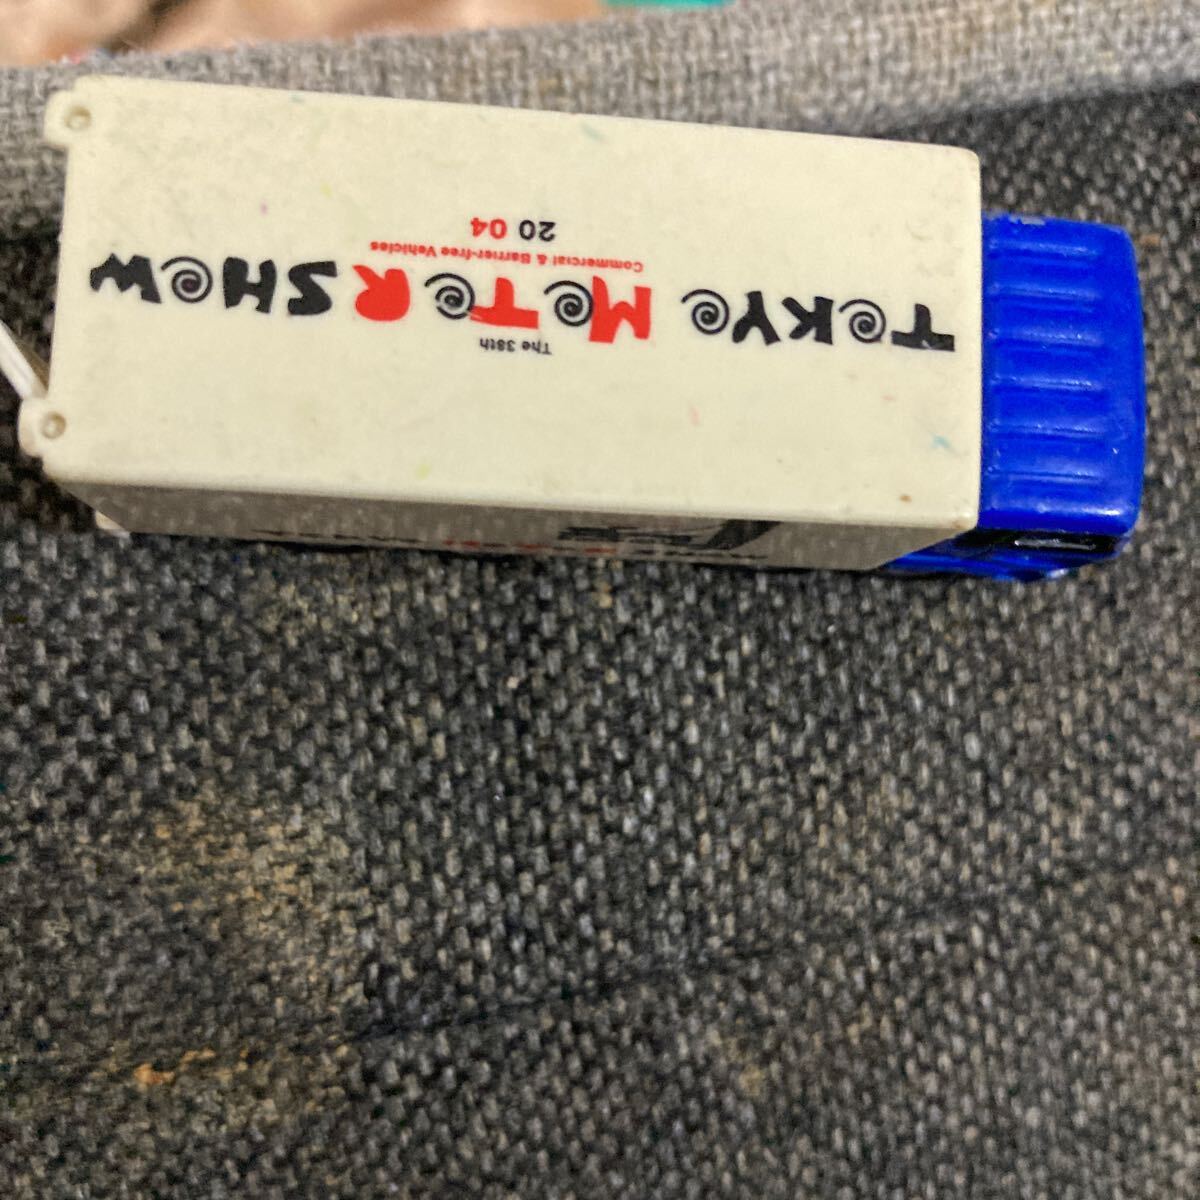 The 38th
TOKYO MOTOR SHOW
Commercial & Barrier-free Vehicles
20 04